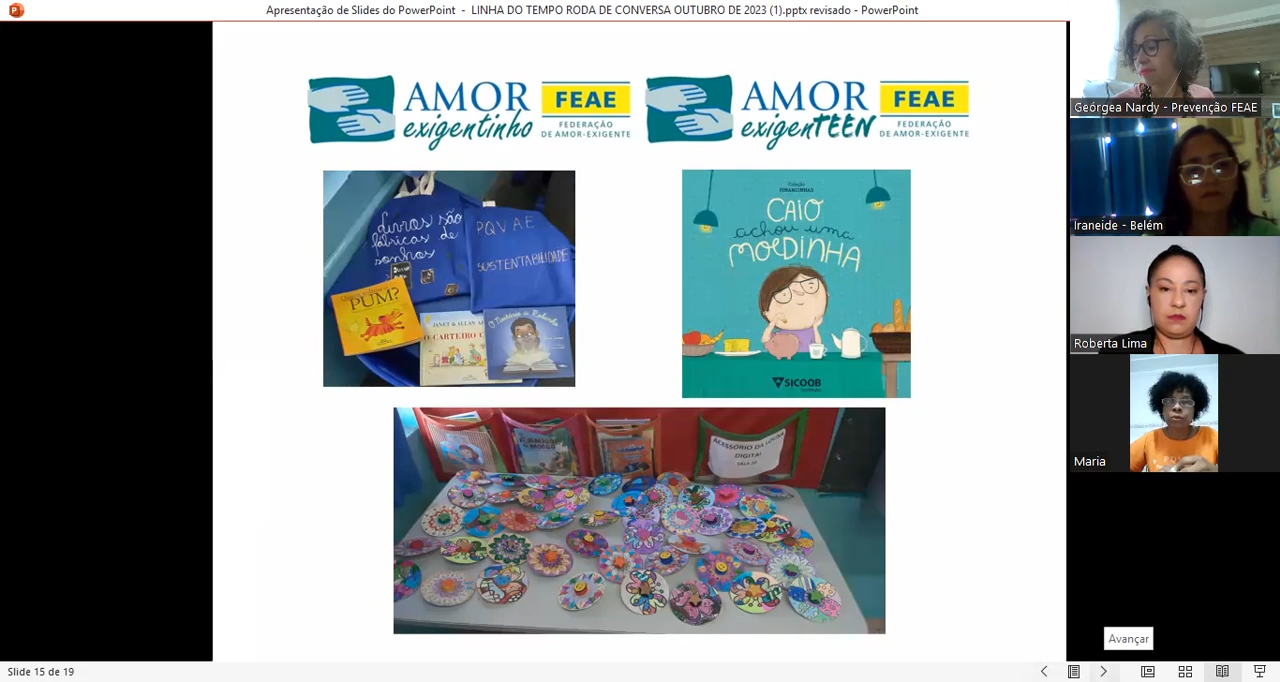 Apresentação de Slides do PowerPoint - LINHA DO TEMPO RODA DE CONVERSA OUTUBRO DE 2023 (1).pptx revisado - PowerPoint
AMOR
exigentinho
FEAE
FEDERAÇÃO
DE AMOR-EXIGENTE
AMOR
exigenTEEN
FEAE
FEDERAÇÃO
DE AMOR-EXIGENTE
Livros são
fábricas de
sonhos
PQVAE
SUSTENTABILIDADE
PUM?
JANET & ALLAN
O CARTEIRO
Coleção
FINANCINHAS
CAIO
achou uma
MOEDINHA
SICOOB
ACESSÓRIO DA LOUSA
DIGITAL
Geórgea Nardy - Prevenção FEAE
Iraneide - Belém
Roberta Lima
Maria
Avançar
Slide 15 de 19